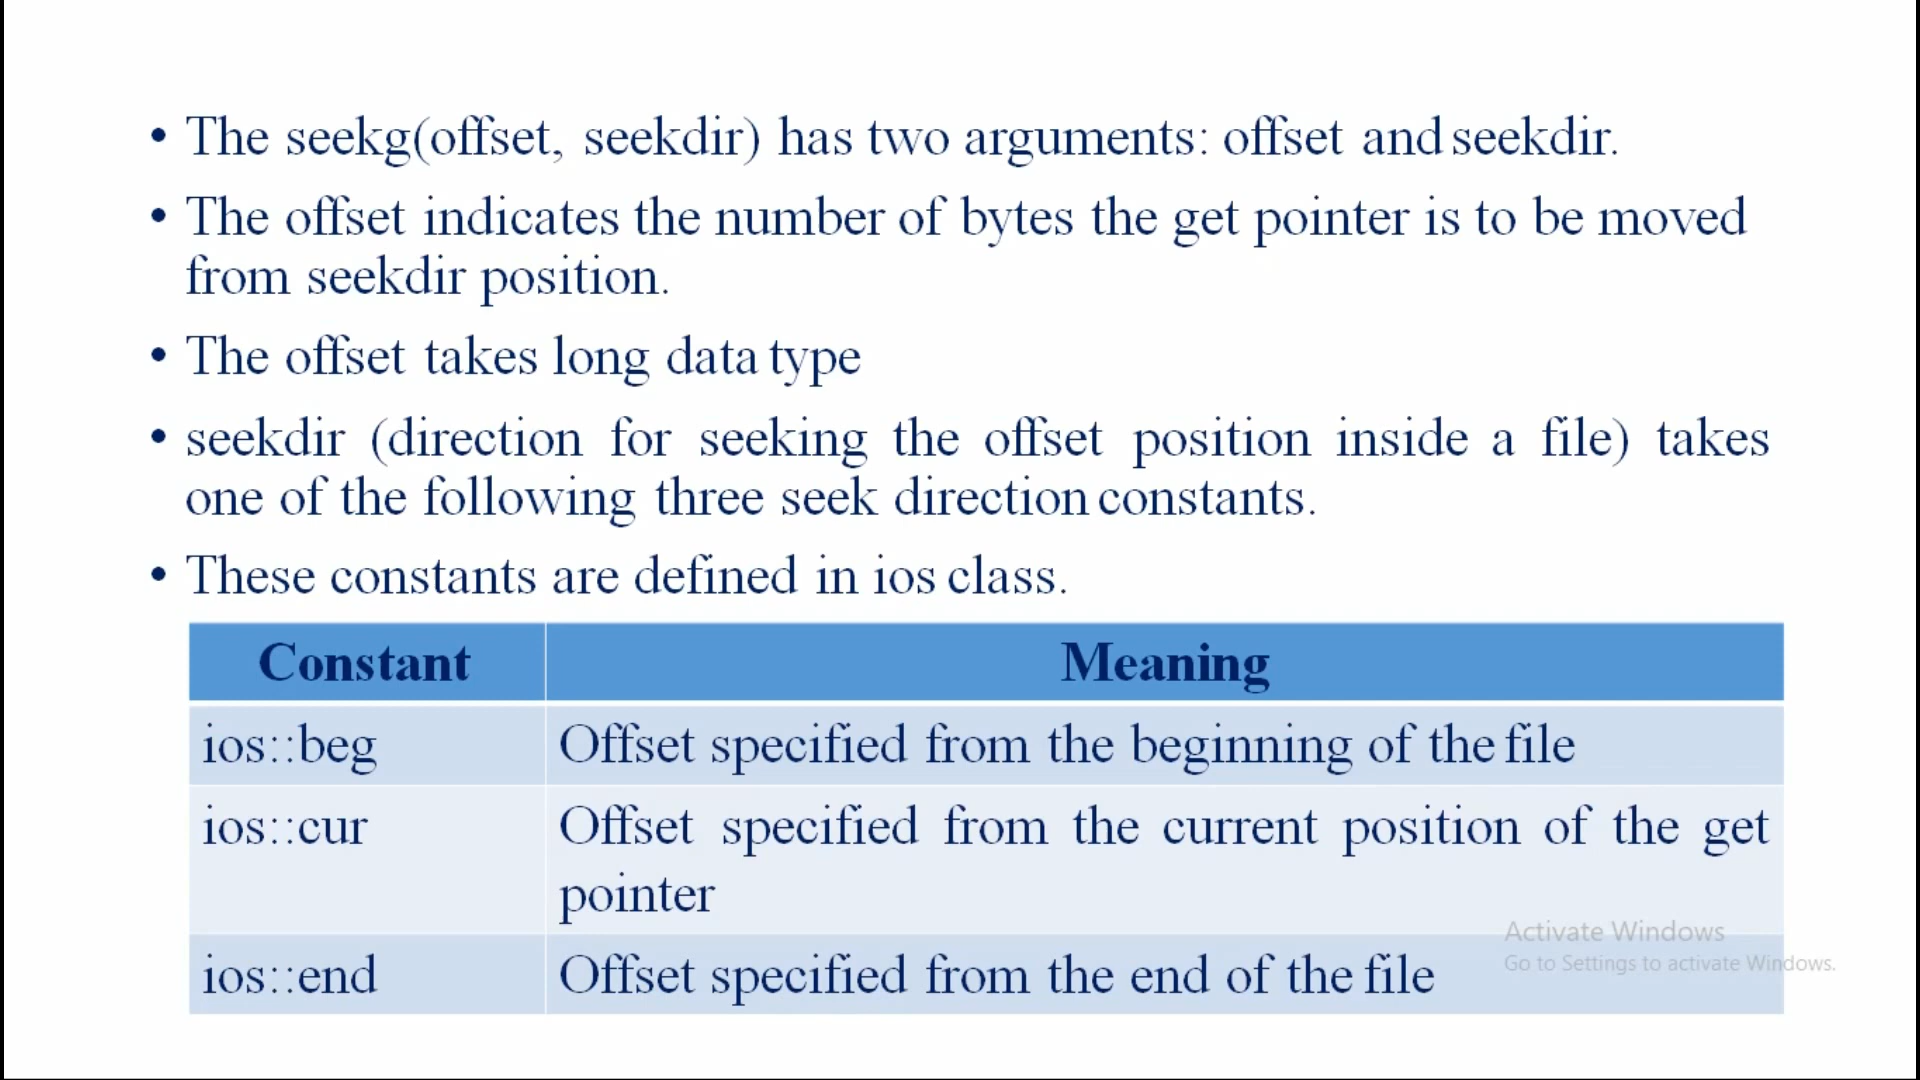 • The seekg(offset, seekdir) has two arguments: offset and seekdir.
• The offset indicates the number of bytes the get pointer is to be moved
from seekdir position.
• The offset takes long data type
• seekdir (direction for seeking the offset position inside a file) takes
one of the following three seek direction constants.
• These constants are defined in ios class.
Constant Meaning
ios::beg Offset specified from the beginning of the file
ios::cur Offset specified from the current position of the get
pointer
ios::end Offset specified from the end of the file
Activate Windows
Go to Settings to activate Windows.